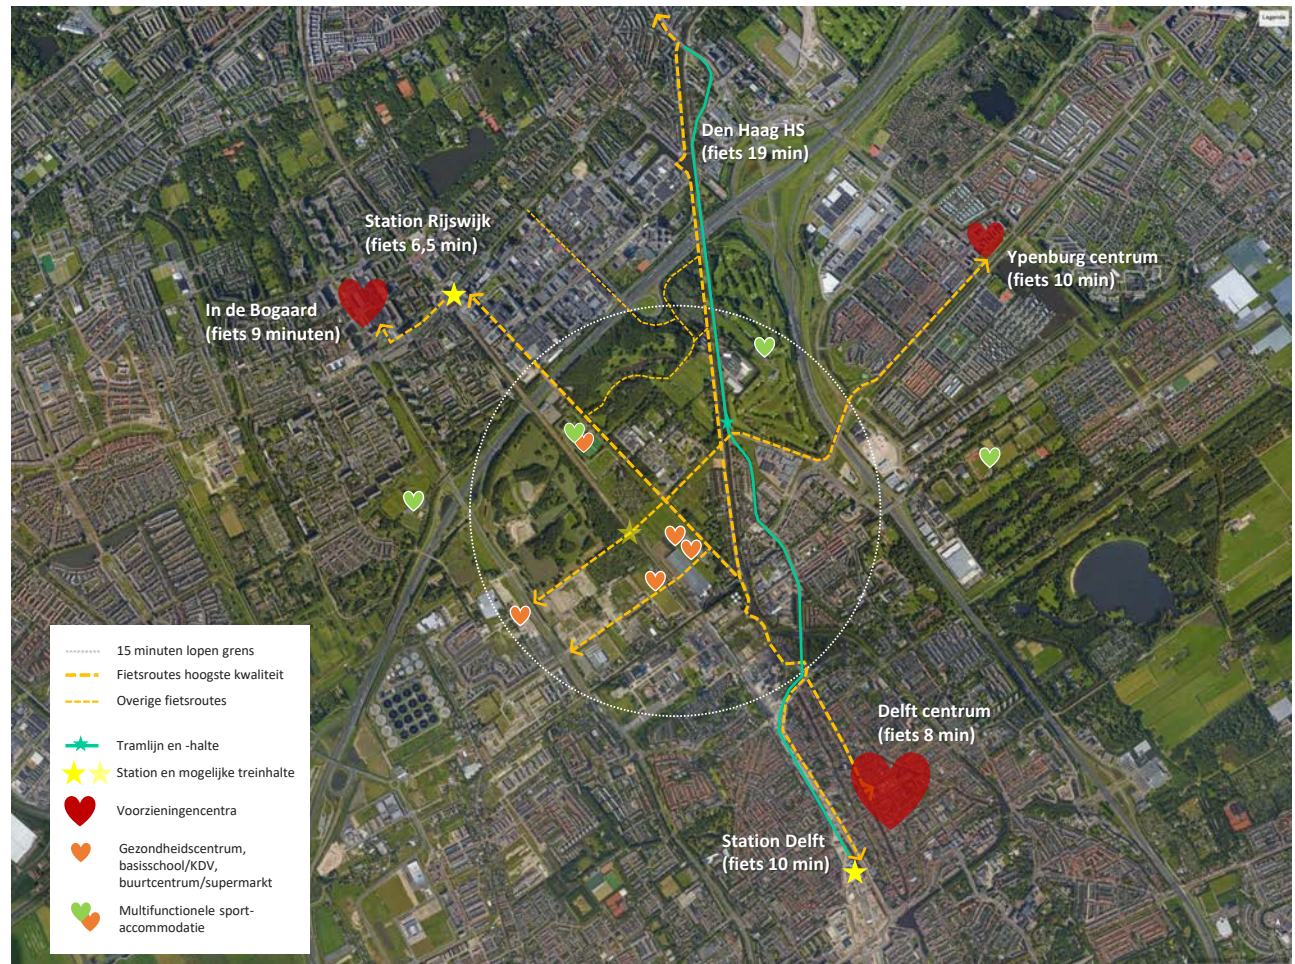 Legenda
Den Haag HS
(fiets 19 min)
Station Rijswijk
(fiets 6,5 min)
Ypenburg centrum
(fiets 10 min)
In de Bogaard
(fiets 9 minuten)
Delft centrum
(fiets 8 min)
Station Delft
(fiets 10 min)
15 minuten lopen grens
Fietsroutes hoogste kwaliteit
Overige fietsroutes
Tramlijn en -halte
Station en mogelijke treinhalte
Voorzieningencentra
Gezondheidscentrum,
basisschool/KDV,
buurtcentrum/supermarkt
Multifunctionele sport-
accommodatie